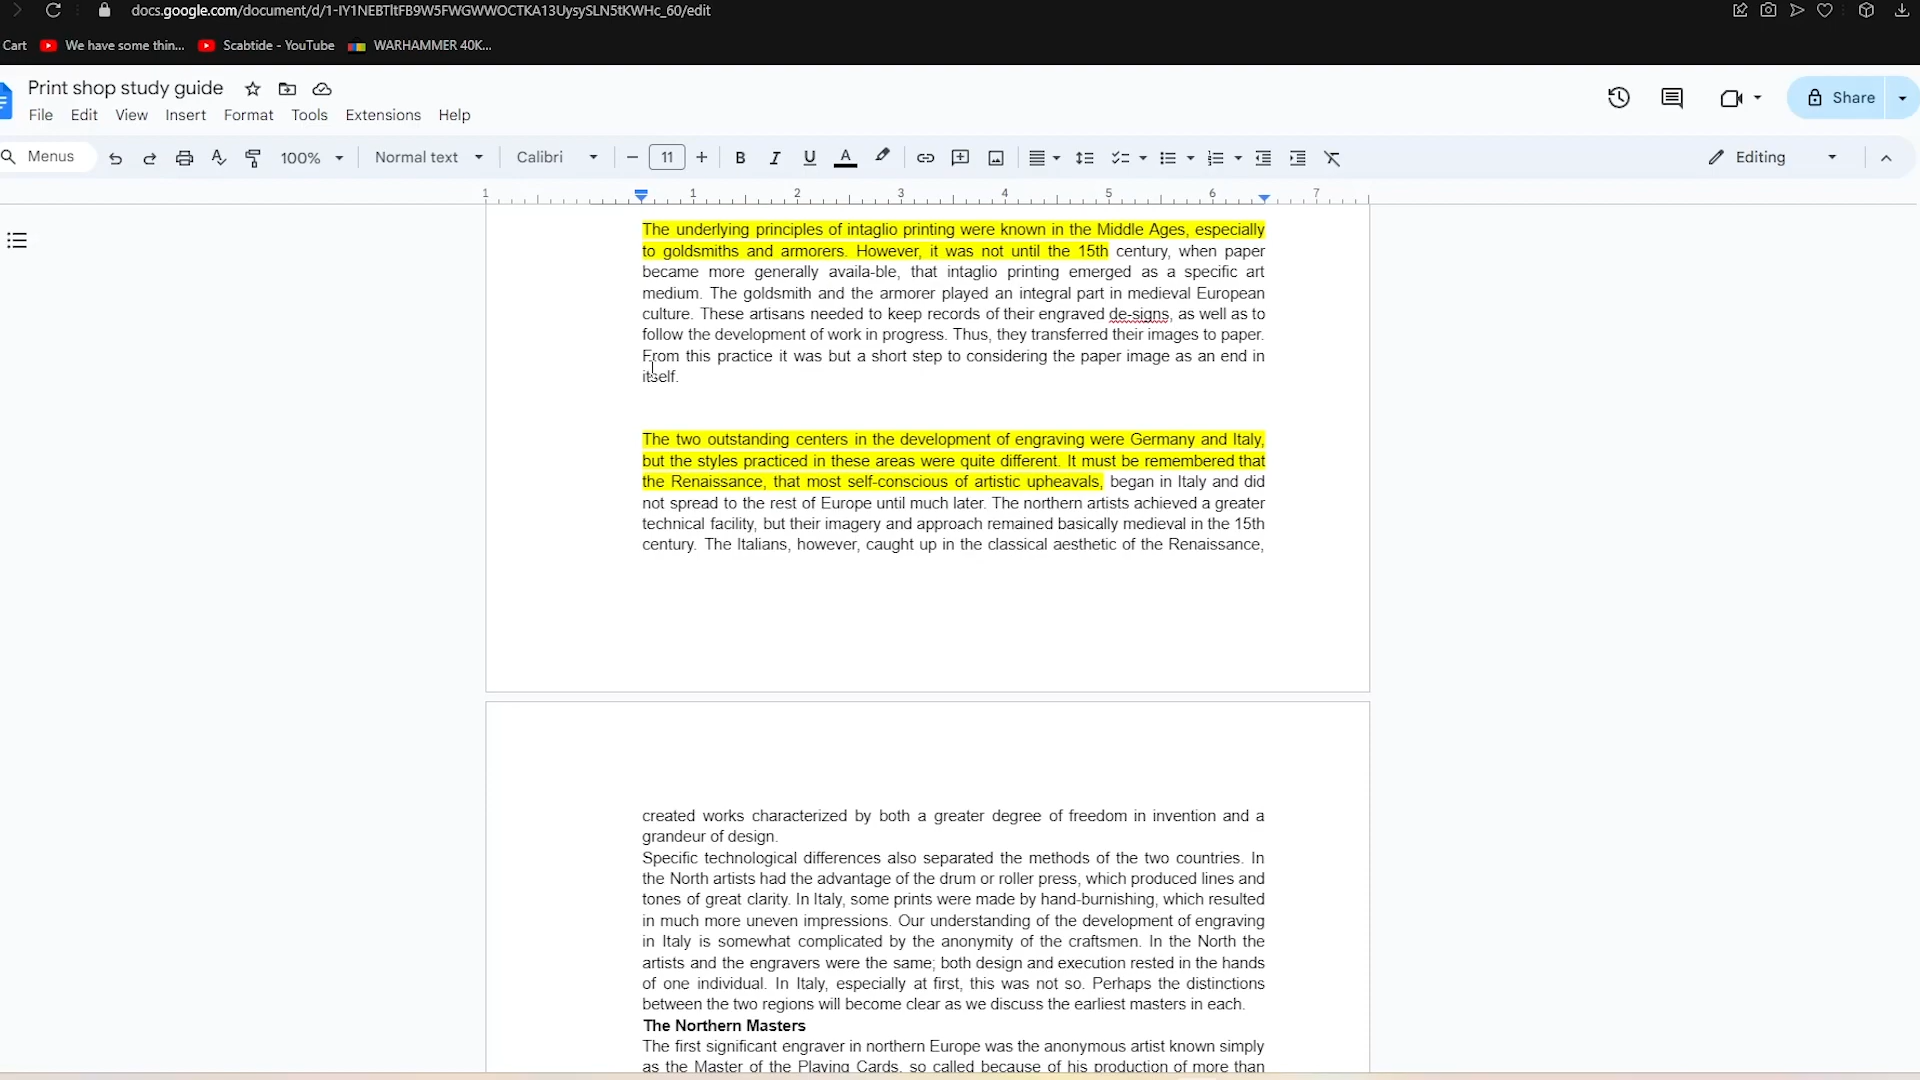 docs.google.com/document/d/1-IY1NEBTltFB9W5FWGWWOCTKA13UysySLN5tKWHc_60/edit
Cart We have some thin... Scabtide - YouTube WARHAMMER 40K...
Print shop study guide
File Edit View Insert Format Tools Extensions Help
Share
Menus 100% Normal text Calibri 11 B I U A Editing
1 1 2 3 4 5 6 7
The underlying principles of intaglio printing were known in the Middle Ages, especially
to goldsmiths and armorers. However, it was not until the 15th century, when paper
became more generally availa-ble, that intaglio printing emerged as a specific art
medium. The goldsmith and the armorer played an integral part in medieval European
culture. These artisans needed to keep records of their engraved de-signs, as well as to
follow the development of work in progress. Thus, they transferred their images to paper.
From this practice it was but a short step to considering the paper image as an end in
itself.
The two outstanding centers in the development of engraving were Germany and Italy,
but the styles practiced in these areas were quite different. It must be remembered that
the Renaissance, that most self-conscious of artistic upheavals, began in Italy and did
not spread to the rest of Europe until much later. The northern artists achieved a greater
technical facility, but their imagery and approach remained basically medieval in the 15th
century. The Italians, however, caught up in the classical aesthetic of the Renaissance,
created works characterized by both a greater degree of freedom in invention and a
grandeur of design.
Specific technological differences also separated the methods of the two countries. In
the North artists had the advantage of the drum or roller press, which produced lines and
tones of great clarity. In Italy, some prints were made by hand-burnishing, which resulted
in much more uneven impressions. Our understanding of the development of engraving
in Italy is somewhat complicated by the anonymity of the craftsmen. In the North the
artists and the engravers were the same; both design and execution rested in the hands
of one individual. In Italy, especially at first, this was not so. Perhaps the distinctions
between the two regions will become clear as we discuss the earliest masters in each.
The Northern Masters
The first significant engraver in northern Europe was the anonymous artist known simply
as the Master of the Playing Cards, so called because of his production of more than